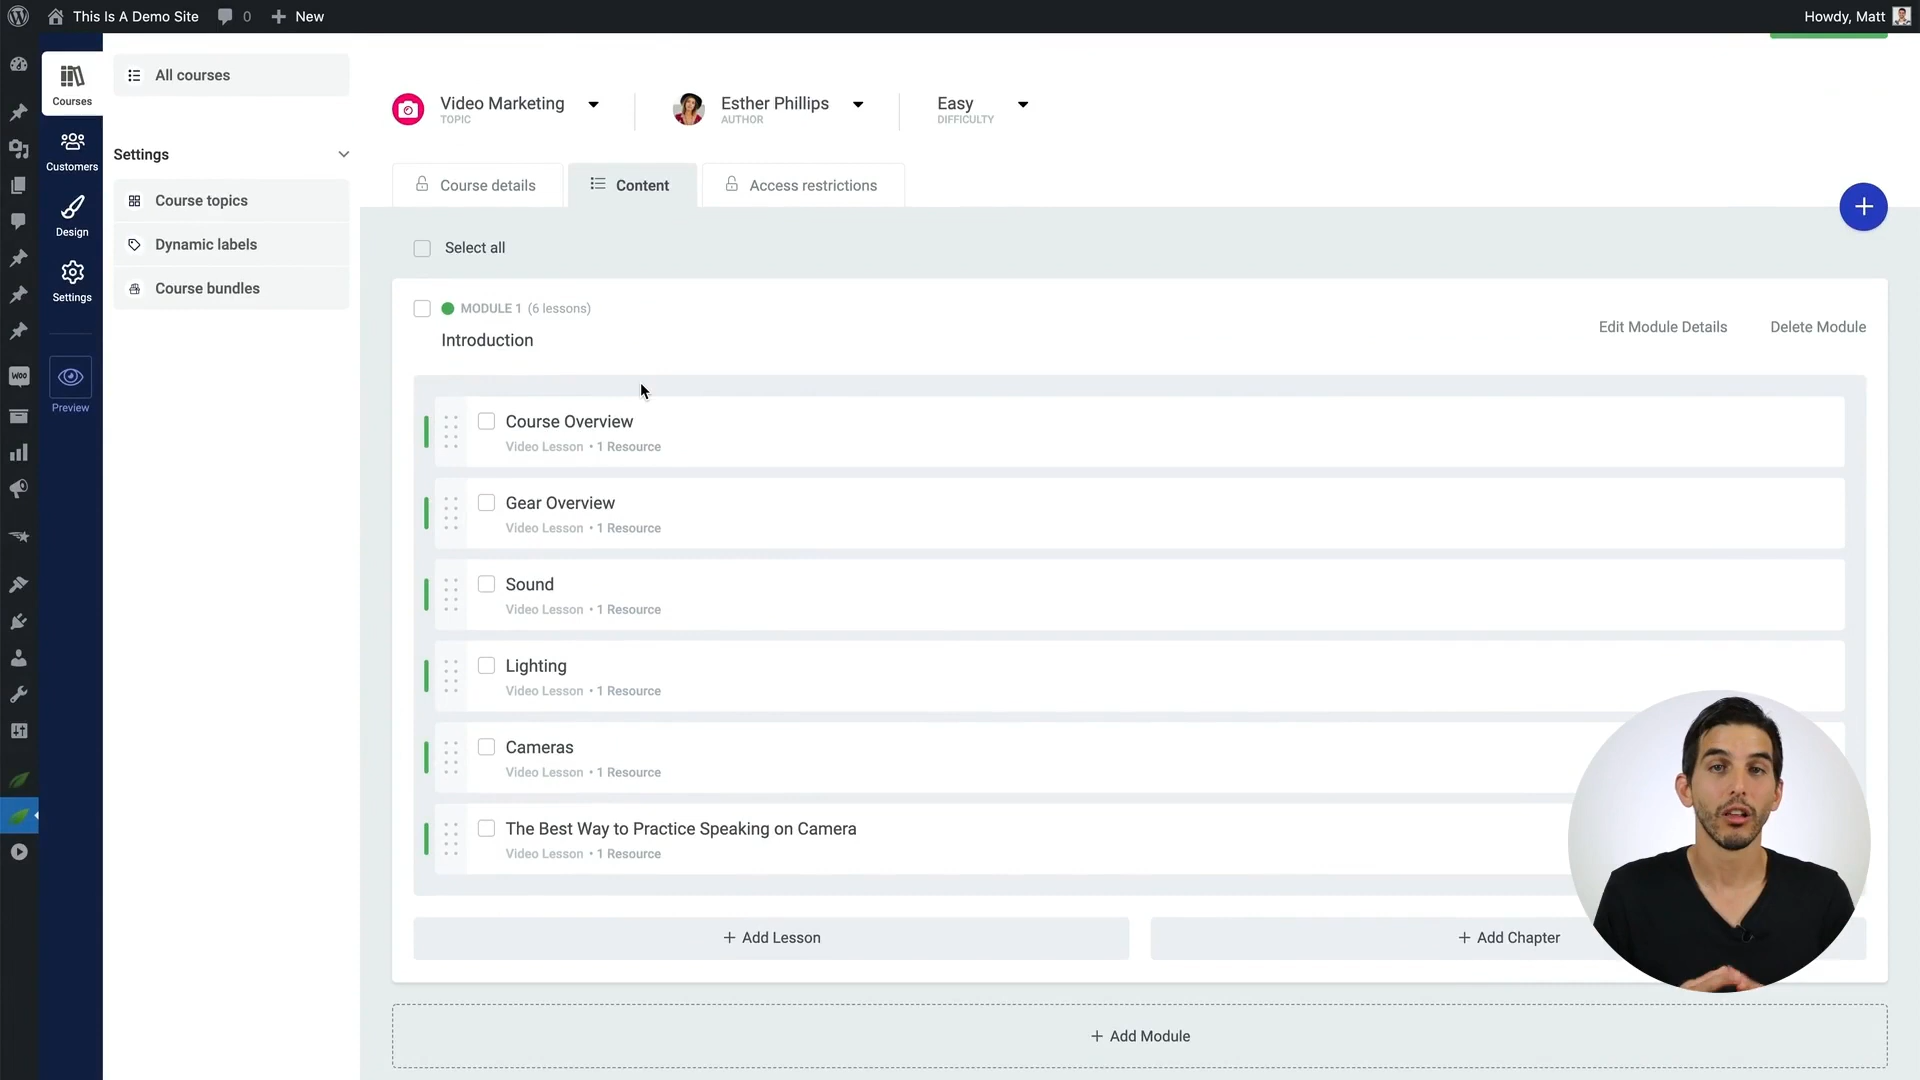 This Is A Demo Site
0
New
Howdy, Matt
Courses
Customers
Design
Settings
Preview
WOO
All courses
Settings
Course topics
Dynamic labels
Course bundles
Video Marketing
TOPIC
Esther Phillips
AUTHOR
Easy
DIFFICULTY
Course details
Content
Access restrictions
Select all
MODULE 1 (6 lessons)
Introduction
Edit Module Details
Delete Module
Course Overview
Video Lesson • 1 Resource
Gear Overview
Video Lesson • 1 Resource
Sound
Video Lesson • 1 Resource
Lighting
Video Lesson • 1 Resource
Cameras
Video Lesson • 1 Resource
The Best Way to Practice Speaking on Camera
Video Lesson • 1 Resource
+ Add Lesson
+ Add Chapter
+ Add Module